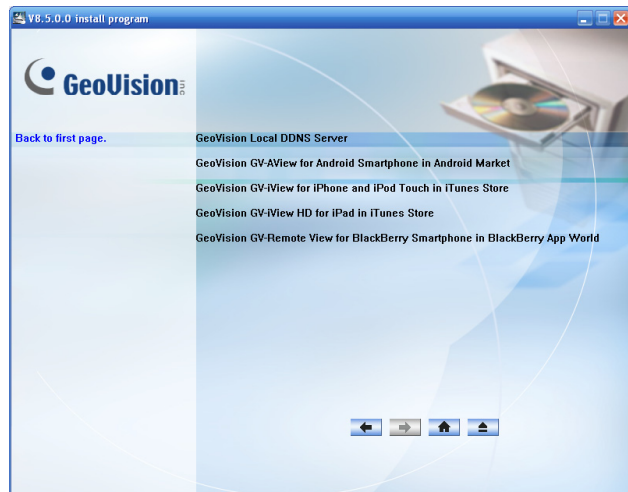 V8.5.0.0 install program
GeoVision inc
Back to first page.
GeoVision Local DDNS Server
GeoVision GV-AView for Android Smartphone in Android Market
GeoVision GV-iView for iPhone and iPod Touch in iTunes Store
GeoVision GV-iView HD for iPad in iTunes Store
GeoVision GV-Remote View for BlackBerry Smartphone in BlackBerry App World